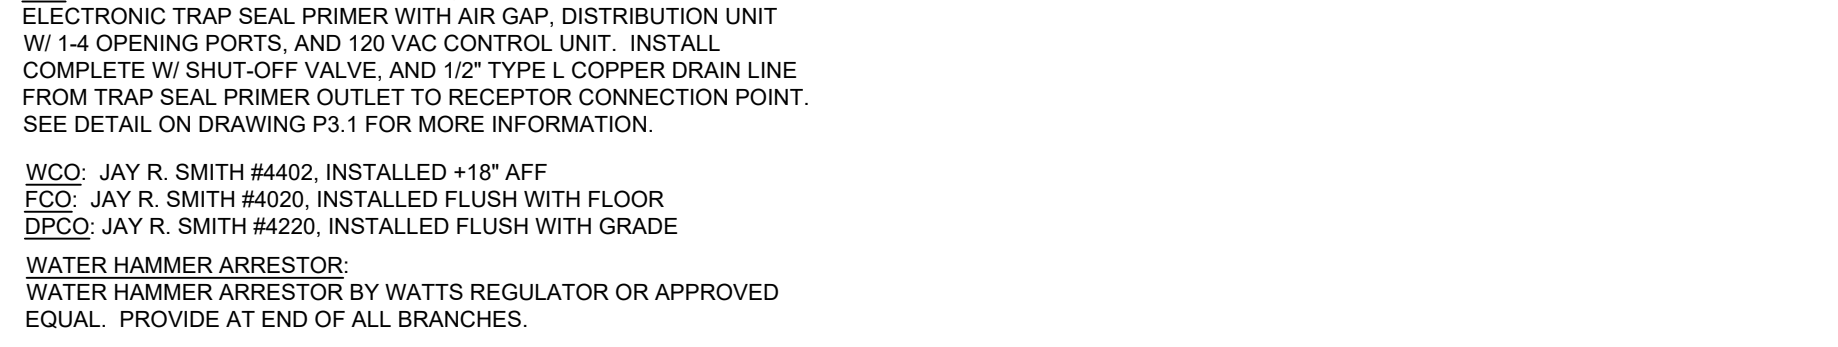 ELECTRONIC TRAP SEAL PRIMER WITH AIR GAP, DISTRIBUTION UNIT
W/ 1-4 OPENING PORTS, AND 120 VAC CONTROL UNIT.  INSTALL
COMPLETE W/ SHUT-OFF VALVE, AND 1/2" TYPE L COPPER DRAIN LINE
FROM TRAP SEAL PRIMER OUTLET TO RECEPTOR CONNECTION POINT.
SEE DETAIL ON DRAWING P3.1 FOR MORE INFORMATION.
WCO:  JAY R. SMITH #4402, INSTALLED +18" AFF
FCO:  JAY R. SMITH #4020, INSTALLED FLUSH WITH FLOOR
DPCO: JAY R. SMITH #4220, INSTALLED FLUSH WITH GRADE
WATER HAMMER ARRESTOR:
WATER HAMMER ARRESTOR BY WATTS REGULATOR OR APPROVED
EQUAL.  PROVIDE AT END OF ALL BRANCHES.